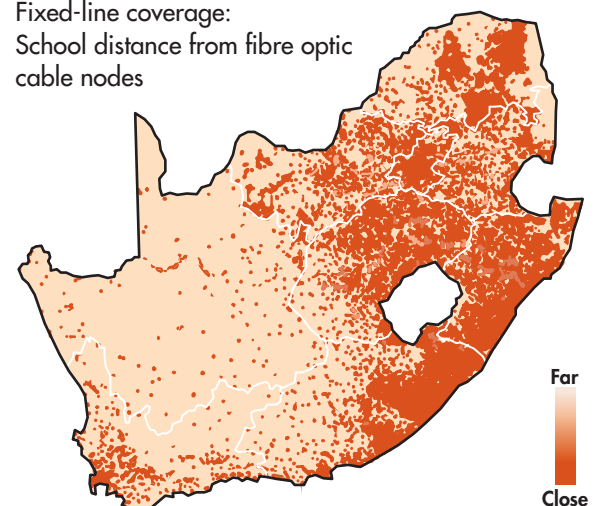 Fixed-line coverage:
School distance from fibre optic
cable nodes
Far
Close